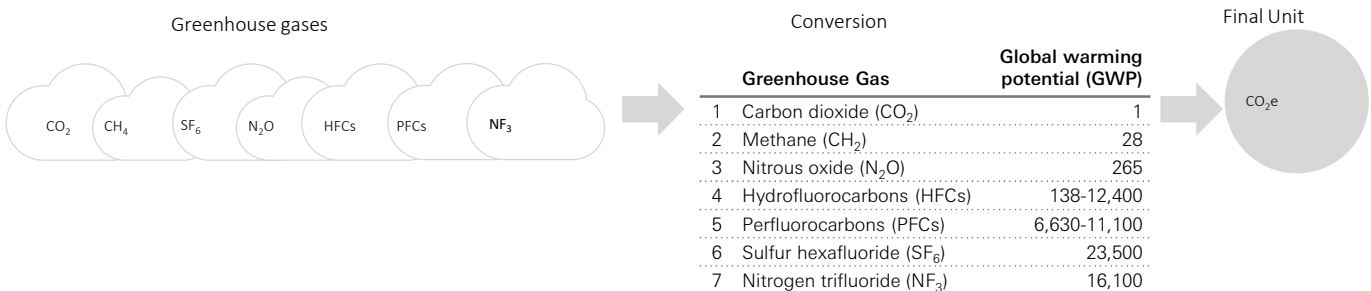 Greenhouse gases
CO₂ CH₄ SF₆ N₂O HFCs PFCs NF₃
Conversion
Greenhouse Gas Global warming potential (GWP)
1 Carbon dioxide (CO₂) 1
2 Methane (CH₂) 28
3 Nitrous oxide (N₂O) 265
4 Hydrofluorocarbons (HFCs) 138-12,400
5 Perfluorocarbons (PFCs) 6,630-11,100
6 Sulfur hexafluoride (SF₆) 23,500
7 Nitrogen trifluoride (NF₃) 16,100
Final Unit
CO₂e